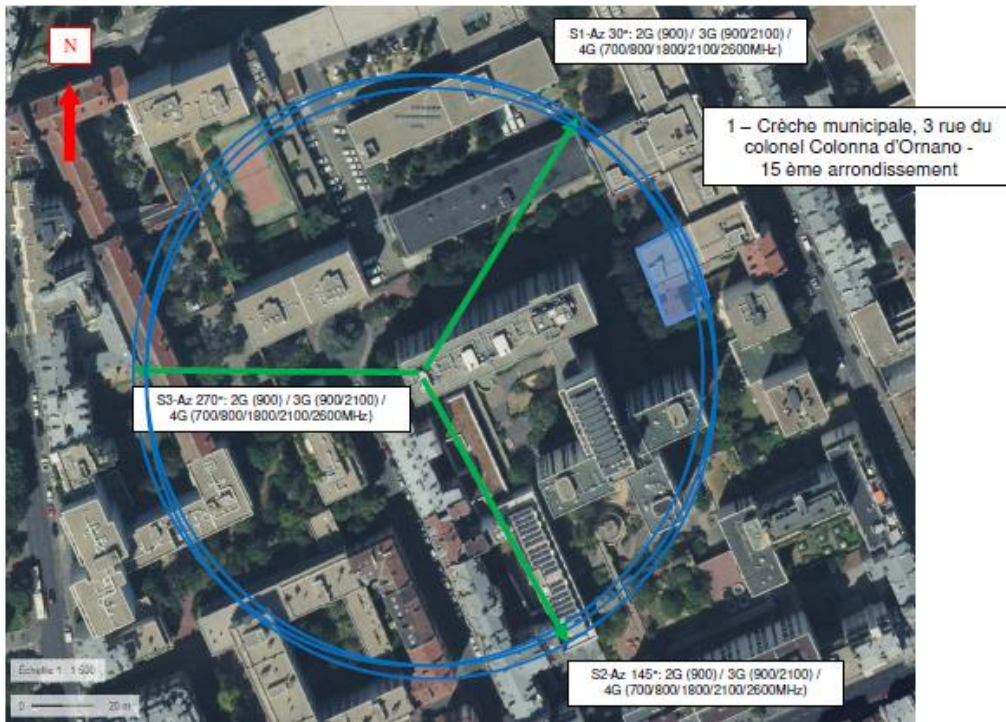 N
S1-Az 30°: 2G (900) / 3G (900/2100) /
4G (700/800/1800/2100/2600MHz)
1 – Crèche municipale, 3 rue du
colonel Colonna d'Ornano -
15 ème arrondissement
S3-Az 270°: 2G (900) / 3G (900/2100) /
4G (700/800/1800/2100/2600MHz)
S2-Az 145°: 2G (900) / 3G (900/2100) /
4G (700/800/1800/2100/2600MHz)
Échelle 1 : 1 500
0 20 m